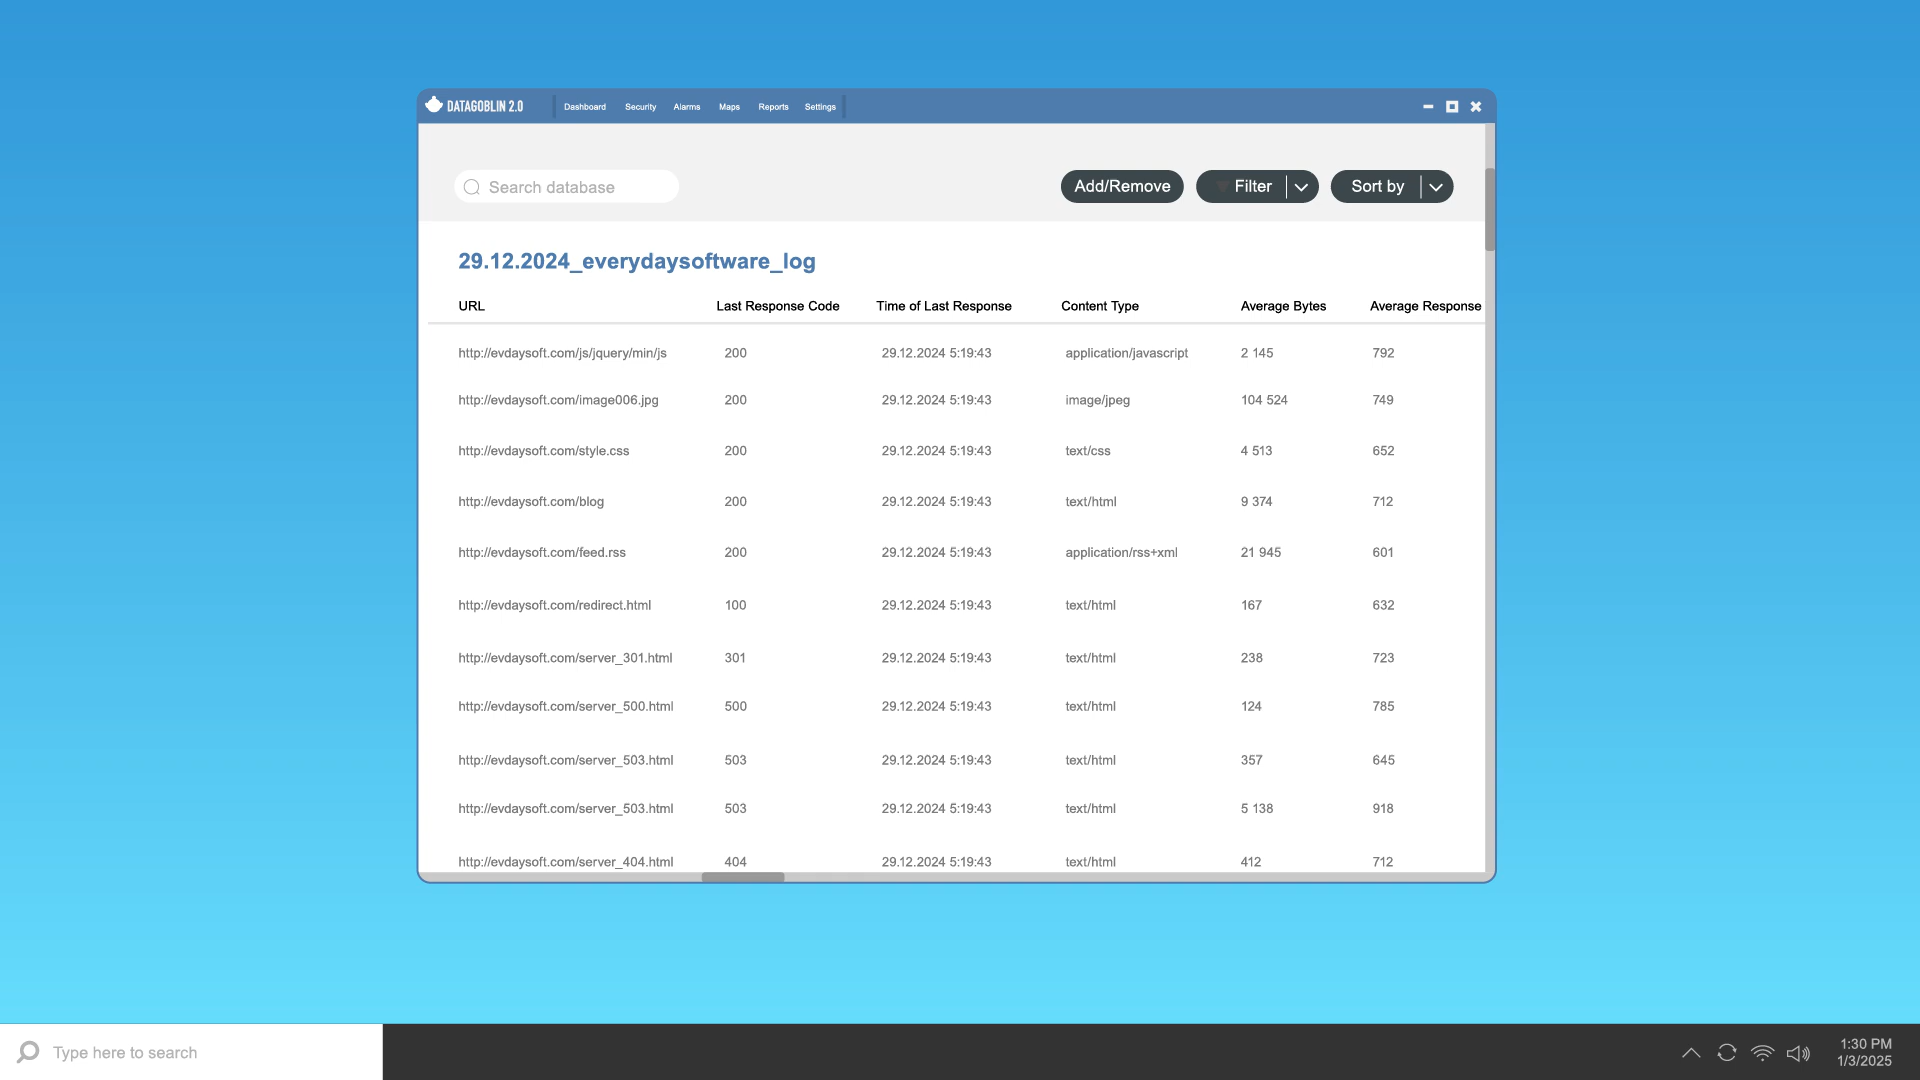 DATAGOBLIN 2.0 Dashboard Security Alarms Maps Reports Settings
Search database Add/Remove Filter Sort by
29.12.2024_everydaysoftware_log
URL Last Response Code Time of Last Response Content Type Average Bytes Average Response
http://evdaysoft.com/js/jquery/min/js 200 29.12.2024 5:19:43 application/javascript 2 145 792
http://evdaysoft.com/image006.jpg 200 29.12.2024 5:19:43 image/jpeg 104 524 749
http://evdaysoft.com/style.css 200 29.12.2024 5:19:43 text/css 4 513 652
http://evdaysoft.com/blog 200 29.12.2024 5:19:43 text/html 9 374 712
http://evdaysoft.com/feed.rss 200 29.12.2024 5:19:43 application/rss+xml 21 945 601
http://evdaysoft.com/redirect.html 100 29.12.2024 5:19:43 text/html 167 632
http://evdaysoft.com/server_301.html 301 29.12.2024 5:19:43 text/html 238 723
http://evdaysoft.com/server_500.html 500 29.12.2024 5:19:43 text/html 124 785
http://evdaysoft.com/server_503.html 503 29.12.2024 5:19:43 text/html 357 645
http://evdaysoft.com/server_503.html 503 29.12.2024 5:19:43 text/html 5 138 918
http://evdaysoft.com/server_404.html 404 29.12.2024 5:19:43 text/html 412 712
Type here to search
1:30 PM
1/3/2025